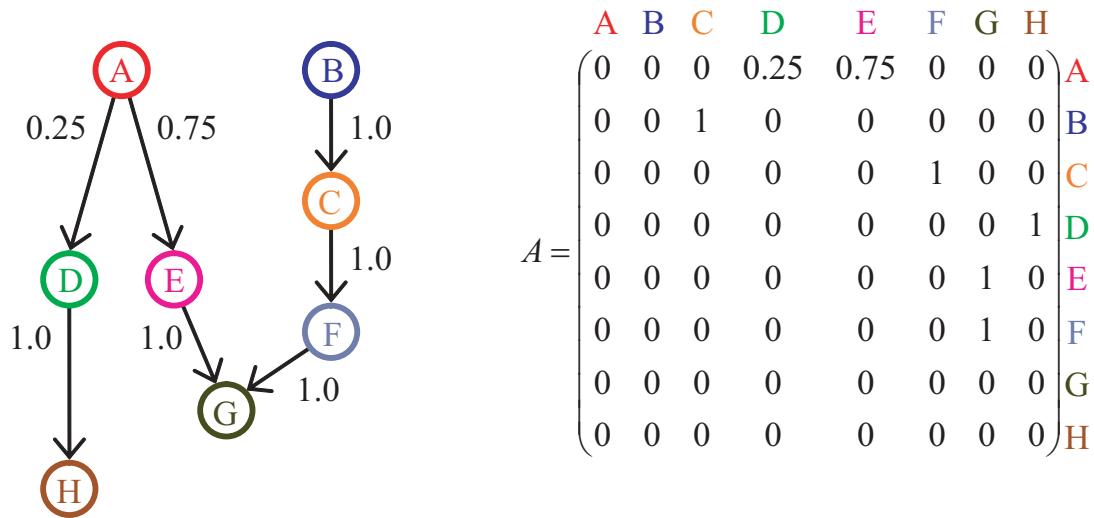 A B
0.25 0.75 1.0
C
1.0
D E
1.0 1.0 F
1.0
G
H
A B C D E F G H
A =
0 0 0 0.25 0.75 0 0 0 A
0 0 1 0 0 0 0 0 B
0 0 0 0 0 1 0 0 C
0 0 0 0 0 0 0 1 D
0 0 0 0 0 0 1 0 E
0 0 0 0 0 0 1 0 F
0 0 0 0 0 0 0 0 G
0 0 0 0 0 0 0 0 H